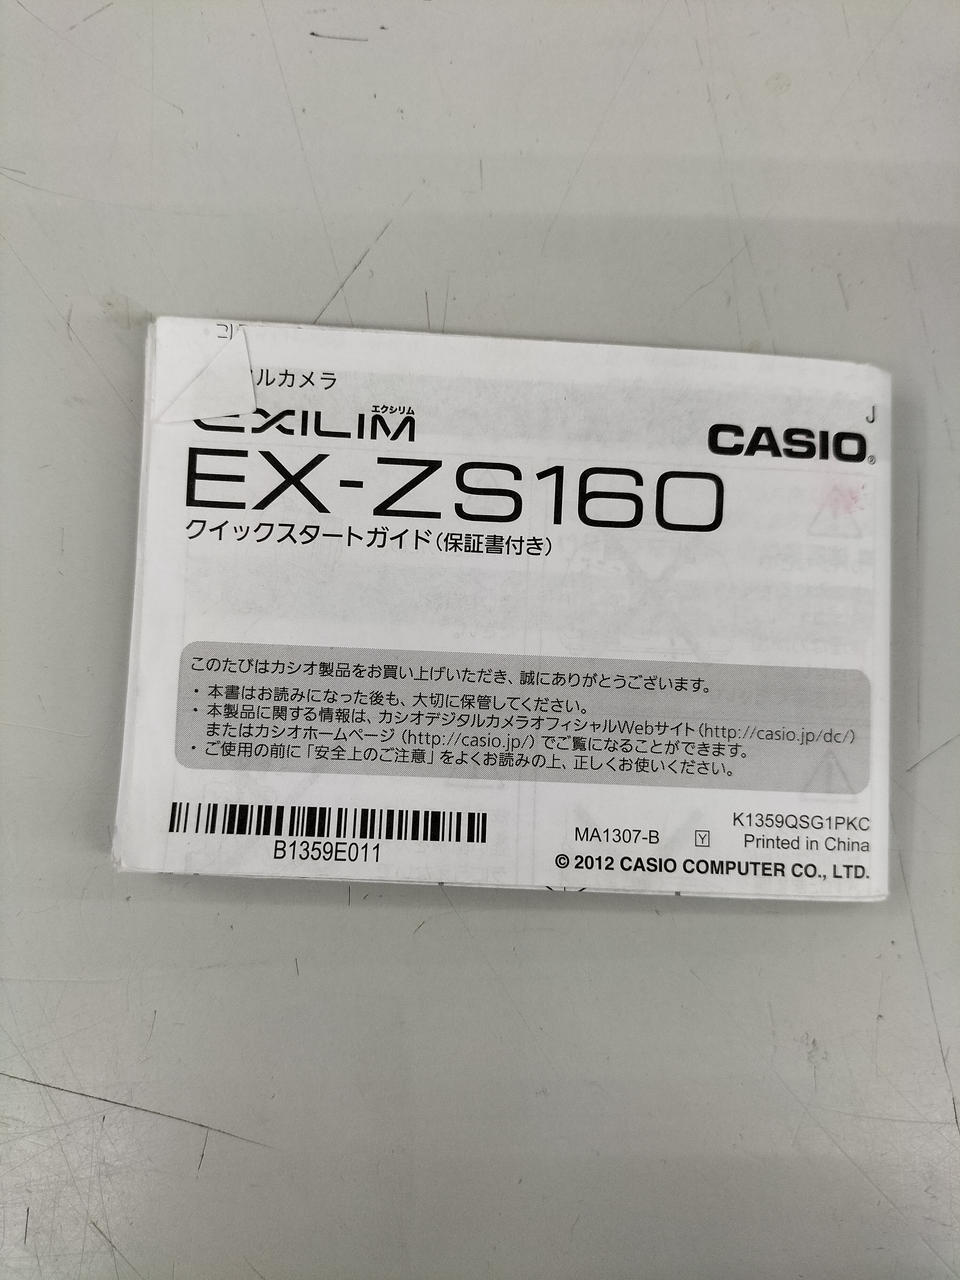 ルカメラ
エクシリム
EXILIM
J
CASIO®
EX-ZS160
クイックスタートガイド(保証書付き)
このたびはカシオ製品をお買い上げいただき、誠にありがとうございます。
・本書はお読みになった後も、大切に保管してください。
・本製品に関する情報は、カシオデジタルカメラオフィシャルWebサイト(http://casio.jp/dc/)
またはカシオホームページ(http://casio.jp/)でご覧になることができます。
・ご使用の前に「安全上のご注意」をよくお読みの上、正しくお使いください。
B1359E011
MA1307-B
Y
K1359QSG1PKC
Printed in China
© 2012 CASIO COMPUTER CO., LTD.